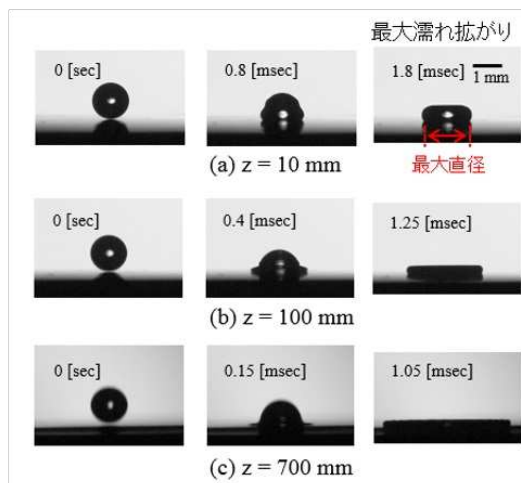 最大濡れ拡がり
0 [sec]
0.8 [msec]
1.8 [msec]
1 mm
最大直径
(a) z = 10 mm
0 [sec]
0.4 [msec]
1.25 [msec]
(b) z = 100 mm
0 [sec]
0.15 [msec]
1.05 [msec]
(c) z = 700 mm